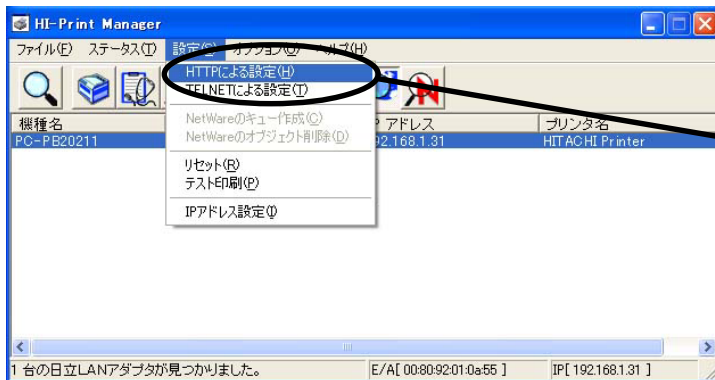 HI-Print Manager
ファイル(F) ステータス(T) 設定(S) オプション(O) ヘルプ(H)
HTTPによる設定(H)
TELNETによる設定(T)
NetWareのキュー作成(C)
NetWareのオブジェクト削除(D)
リセット(R)
テスト印刷(P)
IPアドレス設定(I)
機種名 アドレス プリンタ名
PC-PB20211 92.168.1.31 HITACHI Printer
1 台の日立LANアダプタが見つかりました。 E/A[ 00:80:92:01:0a:55 ] IP[ 192.168.1.31 ]